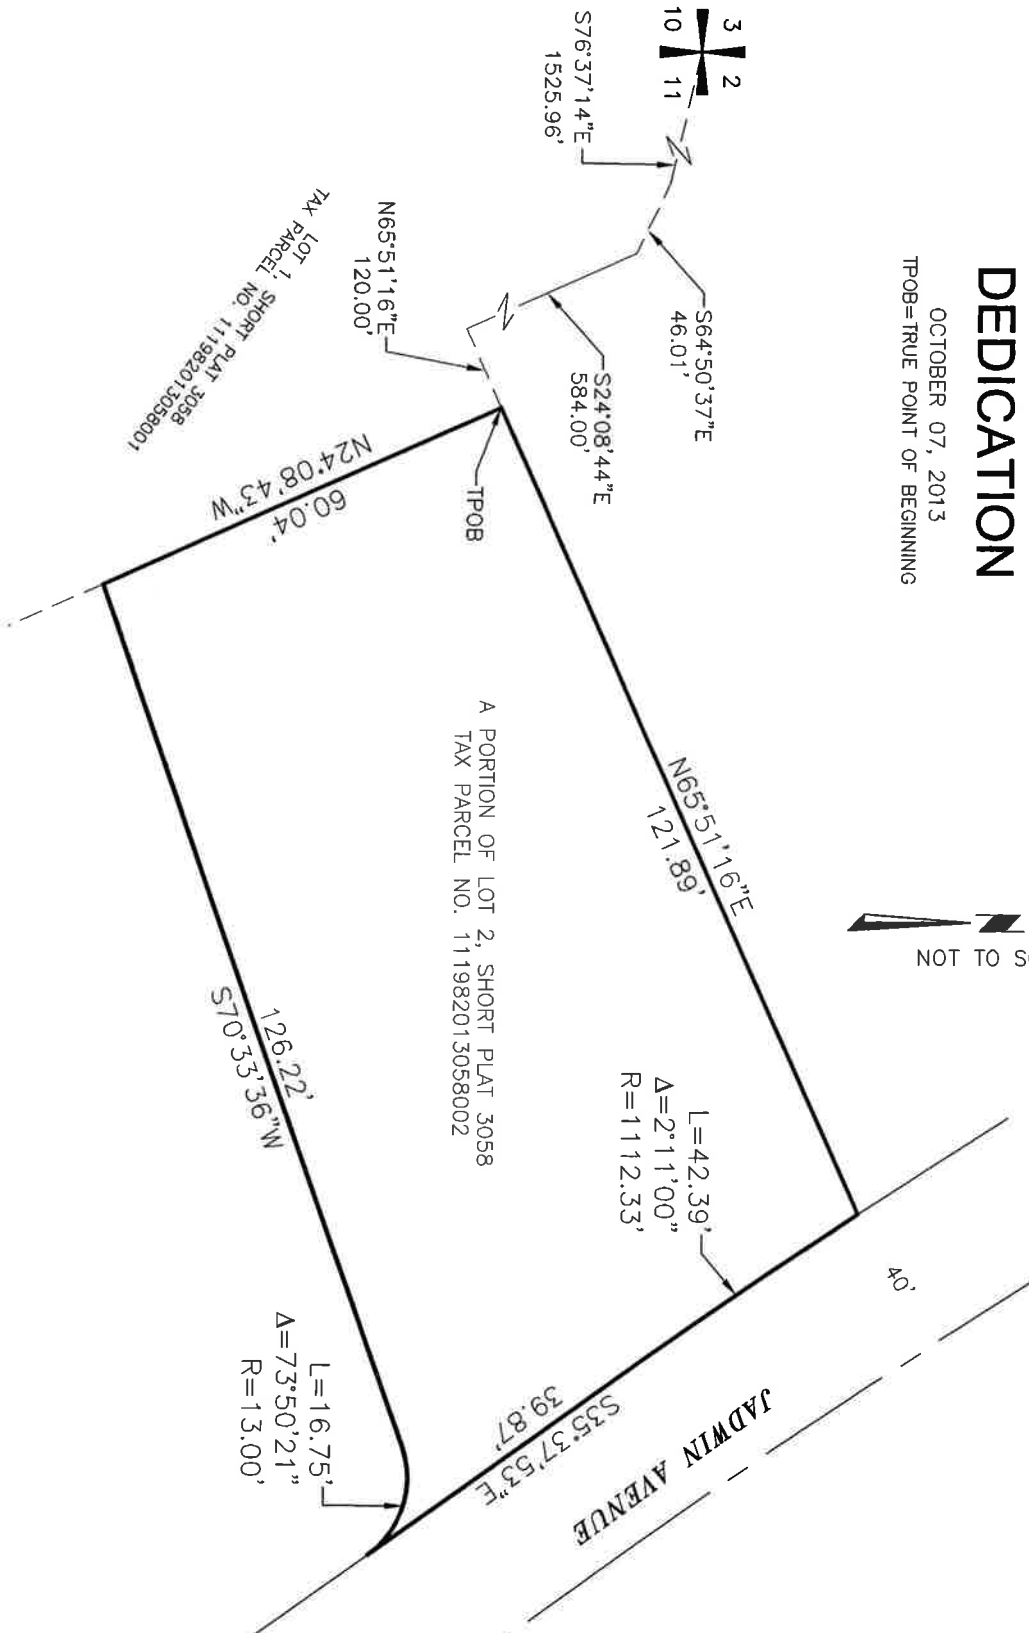 DEDICATION
OCTOBER 07, 2013
TPOB=TRUE POINT OF BEGINNING
3
2
10
11
S76°37'14"E
1525.96'
S64°50'37"E
46.01'
S24°08'44"E
584.00'
N65°51'16"E
120.00'
TPOB
LOT 1, SHORT PLAT 3058
TAX PARCEL NO. 111982013058001
N24°08'43"W
60.04'
N65°51'16"E
121.89'
NOT TO
A PORTION OF LOT 2, SHORT PLAT 3058
TAX PARCEL NO. 111982013058002
L=42.39'
Δ=2°11'00"
R=1112.33'
40'
JADWIN AVENUE
S35°37'53"E
39.87'
126.22'
S70°33'36"W
L=16.75'
Δ=73°50'21"
R=13.00'